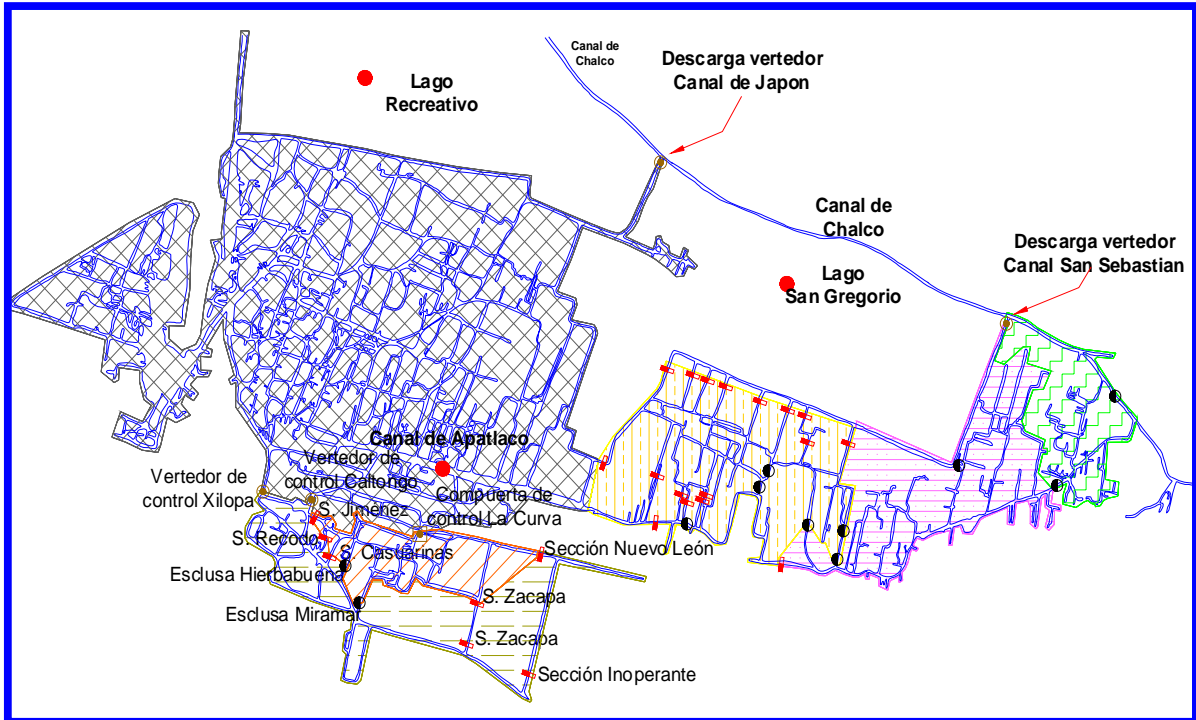 Canal de
Chalco
Descarga vertedor
Canal de Japon
Lago
Recreativo
Canal de
Chalco
Descarga vertedor
Canal San Sebastian
Lago
San Gregorio
Canal de Apatlaco
Vertedor de
control Caltongo
Vertedor de
control Xilopa
Compuerta de
control La Curva
S. Jimenez
S. Recodo
S. Casuarinas
Sección Nuevo León
Esclusa Hierbabuena
S. Zacapa
Esclusa Miramar
S. Zacapa
Sección Inoperante